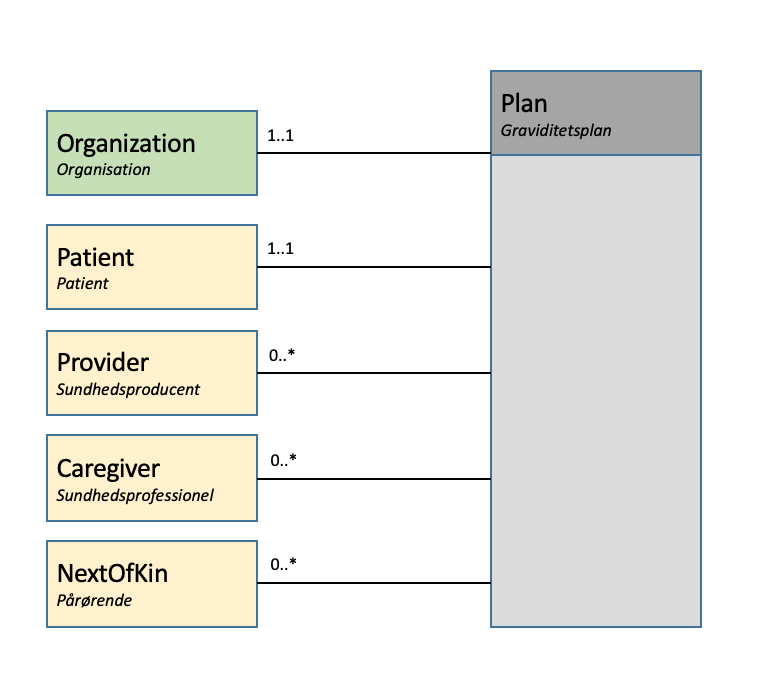 Plan
Graviditetsplan
Organization
Organisation
1..1
Patient
Patient
1..1
Provider
Sundhedsproducent
0..*
Caregiver
Sundhedsprofessionel
0..*
NextOfKin
Pårørende
0..*